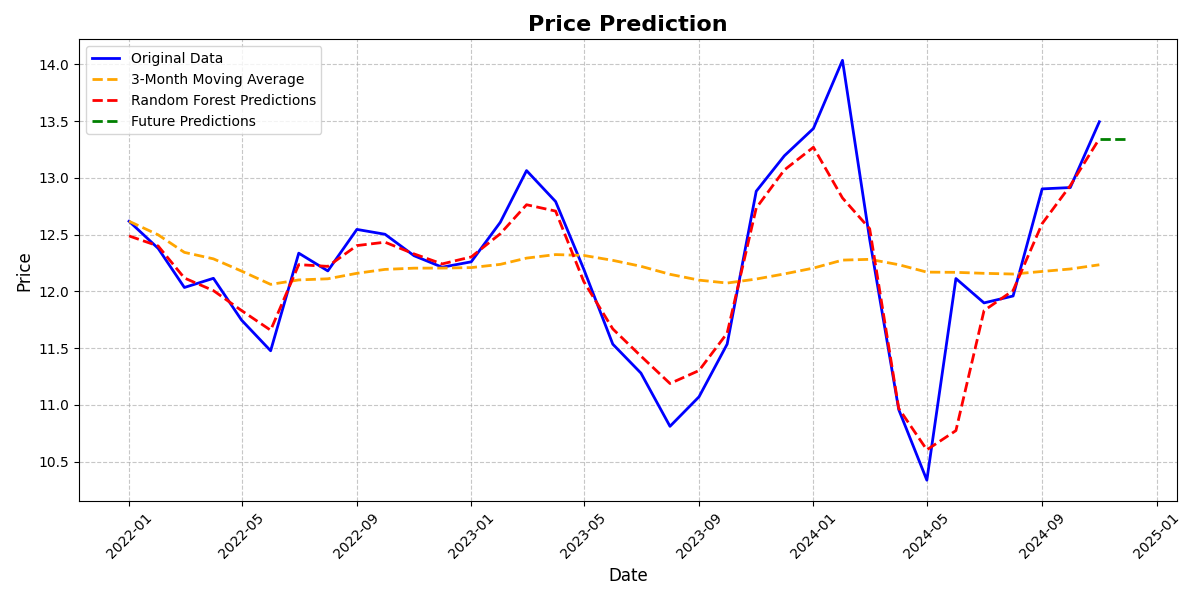 Price Prediction
Original Data
3-Month Moving Average
Random Forest Predictions
Future Predictions
Price
14.0
13.5
13.0
12.5
12.0
11.5
11.0
10.5
2022-01
2022-05
2022-09
2023-01
2023-05
2023-09
2024-01
2024-05
2024-09
2025-01
Date